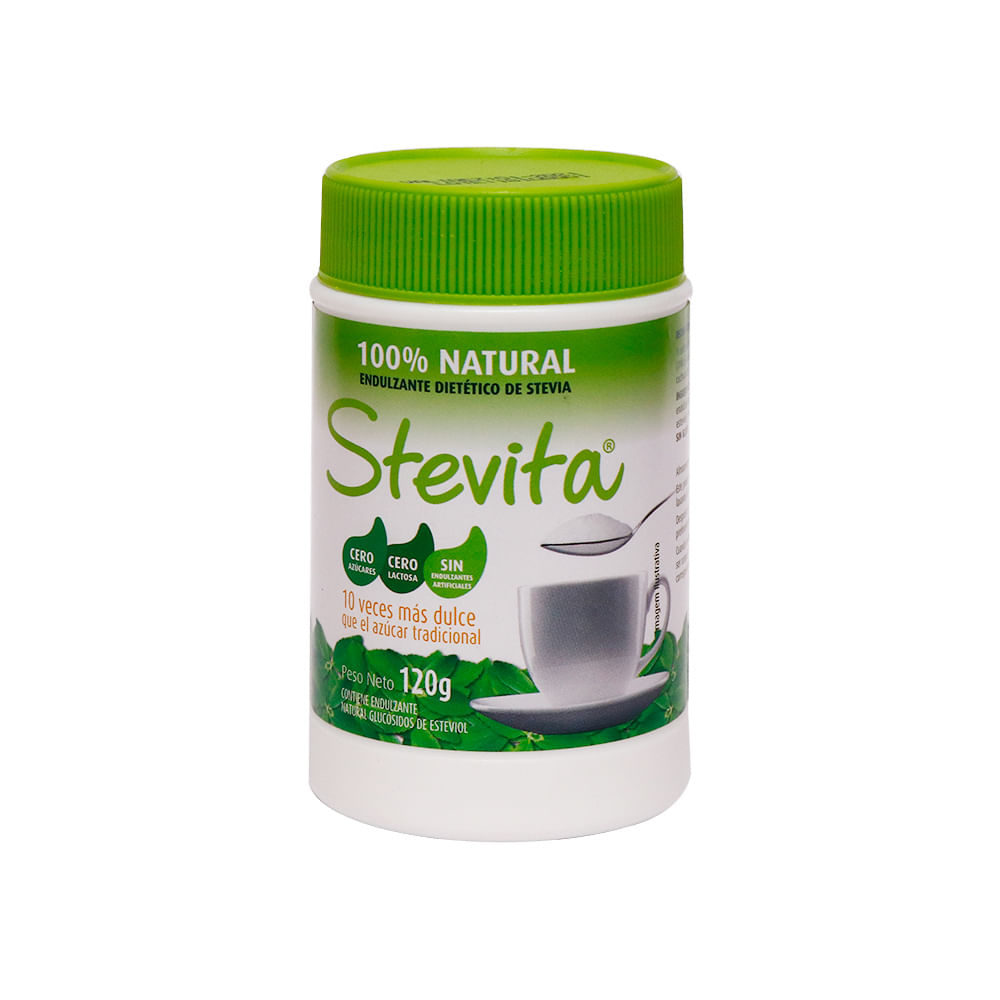 100% NATURAL
ENDULZANTE DIETÉTICO DE STEVIA
Stevita®
CERO
AZÚCARES
CERO
LACTOSA
SIN
ENDULZANTES
ARTIFICIALES
10 veces más dulce
que el azúcar tradicional
Peso Neto 120g
CONTIENE ENDULZANTE
NATURAL GLUCÓSIDOS DE ESTEVIOL
magem ilustrativa